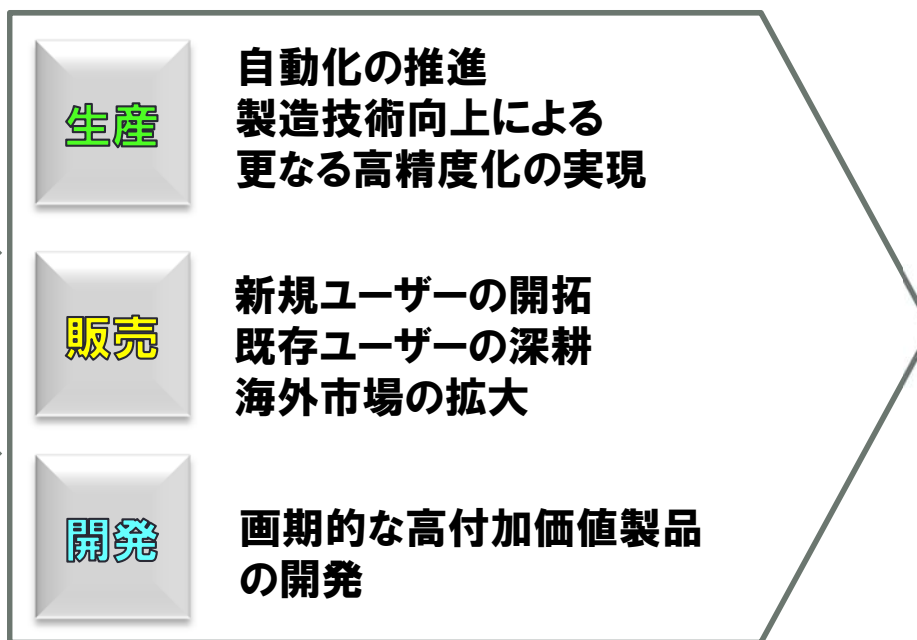 生産
自動化の推進
製造技術向上による
更なる高精度化の実現
販売
新規ユーザーの開拓
既存ユーザーの深耕
海外市場の拡大
開発
画期的な高付加価値製品
の開発